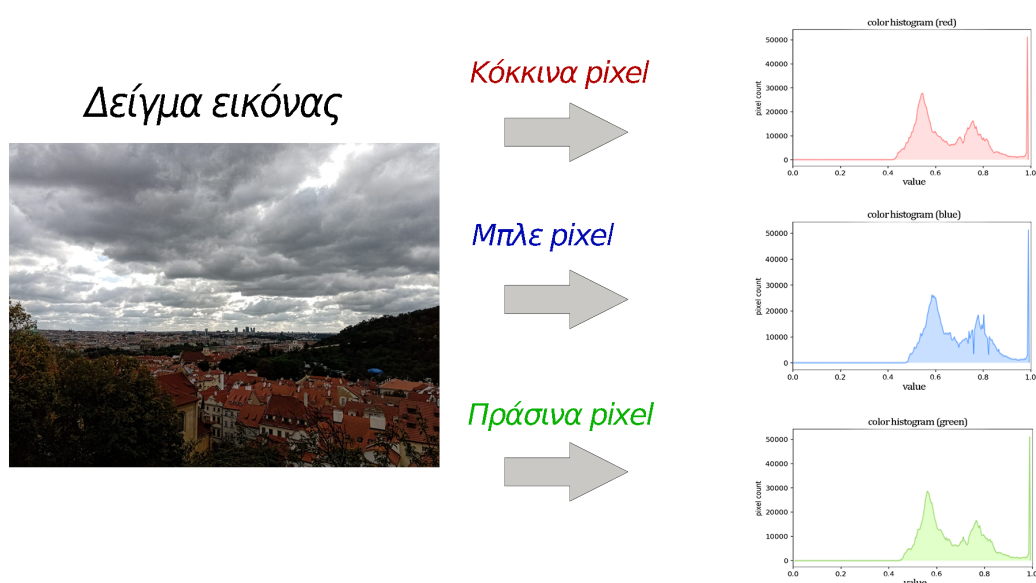 Δείγμα εικόνας
Κόκκινα pixel
color histogram (red)
pixel count
50000
40000
30000
20000
10000
0
0.0 0.2 0.4 0.6 0.8 1.0
value
Μπλε pixel
color histogram (blue)
pixel count
50000
40000
30000
20000
10000
0
0.0 0.2 0.4 0.6 0.8 1.0
value
Πράσινα pixel
color histogram (green)
pixel count
50000
40000
30000
20000
10000
0
0.0 0.2 0.4 0.6 0.8 1.0
value